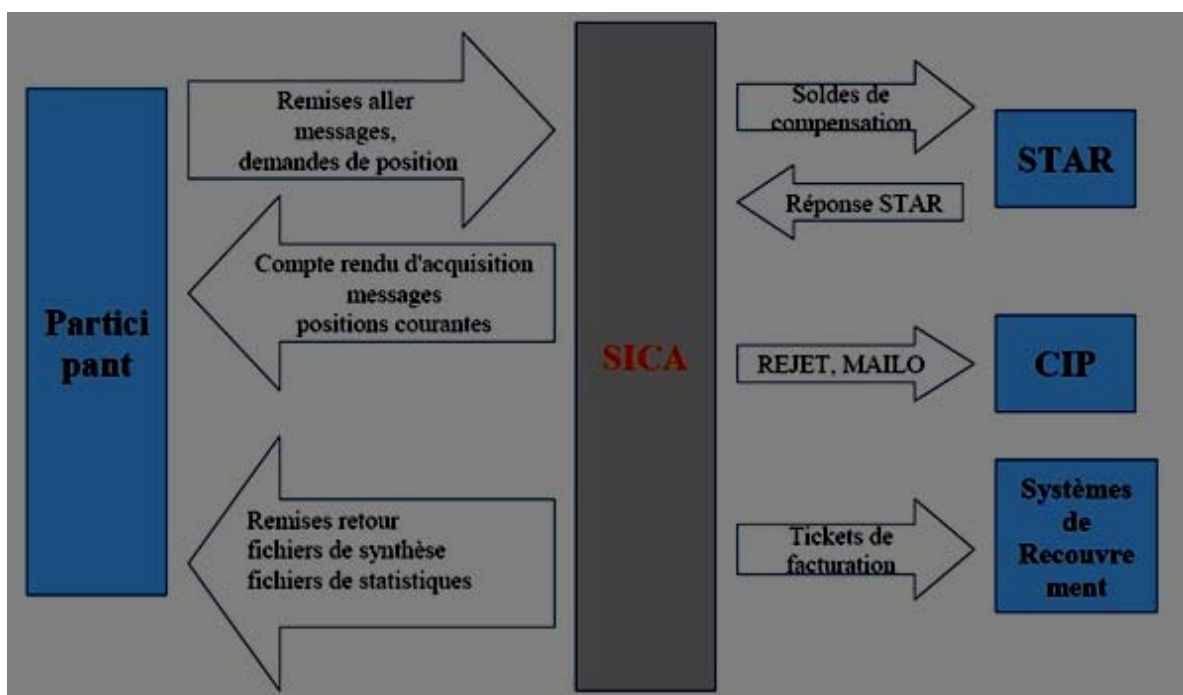 Partici
pant
Remises aller
messages,
demandes de position
Compte rendu d'acquisition
messages
positions courantes
Remises retour
fichiers de synthèse
fichiers de statistiques
SICA
Soldes de
compensation
Réponse STAR
REJET, MAILO
Tickets de
facturation
STAR
CIP
Systèmes
de
Recouvre
ment